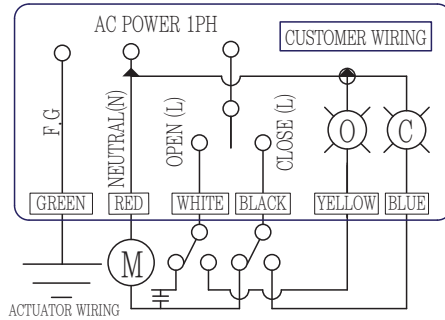 AC POWER 1PH
CUSTOMER WIRING
F.G
NEUTRAL(N)
OPEN (L)
CLOSE (L)
O
C
GREEN
RED
WHITE
BLACK
YELLOW
BLUE
M
ACTUATOR WIRING